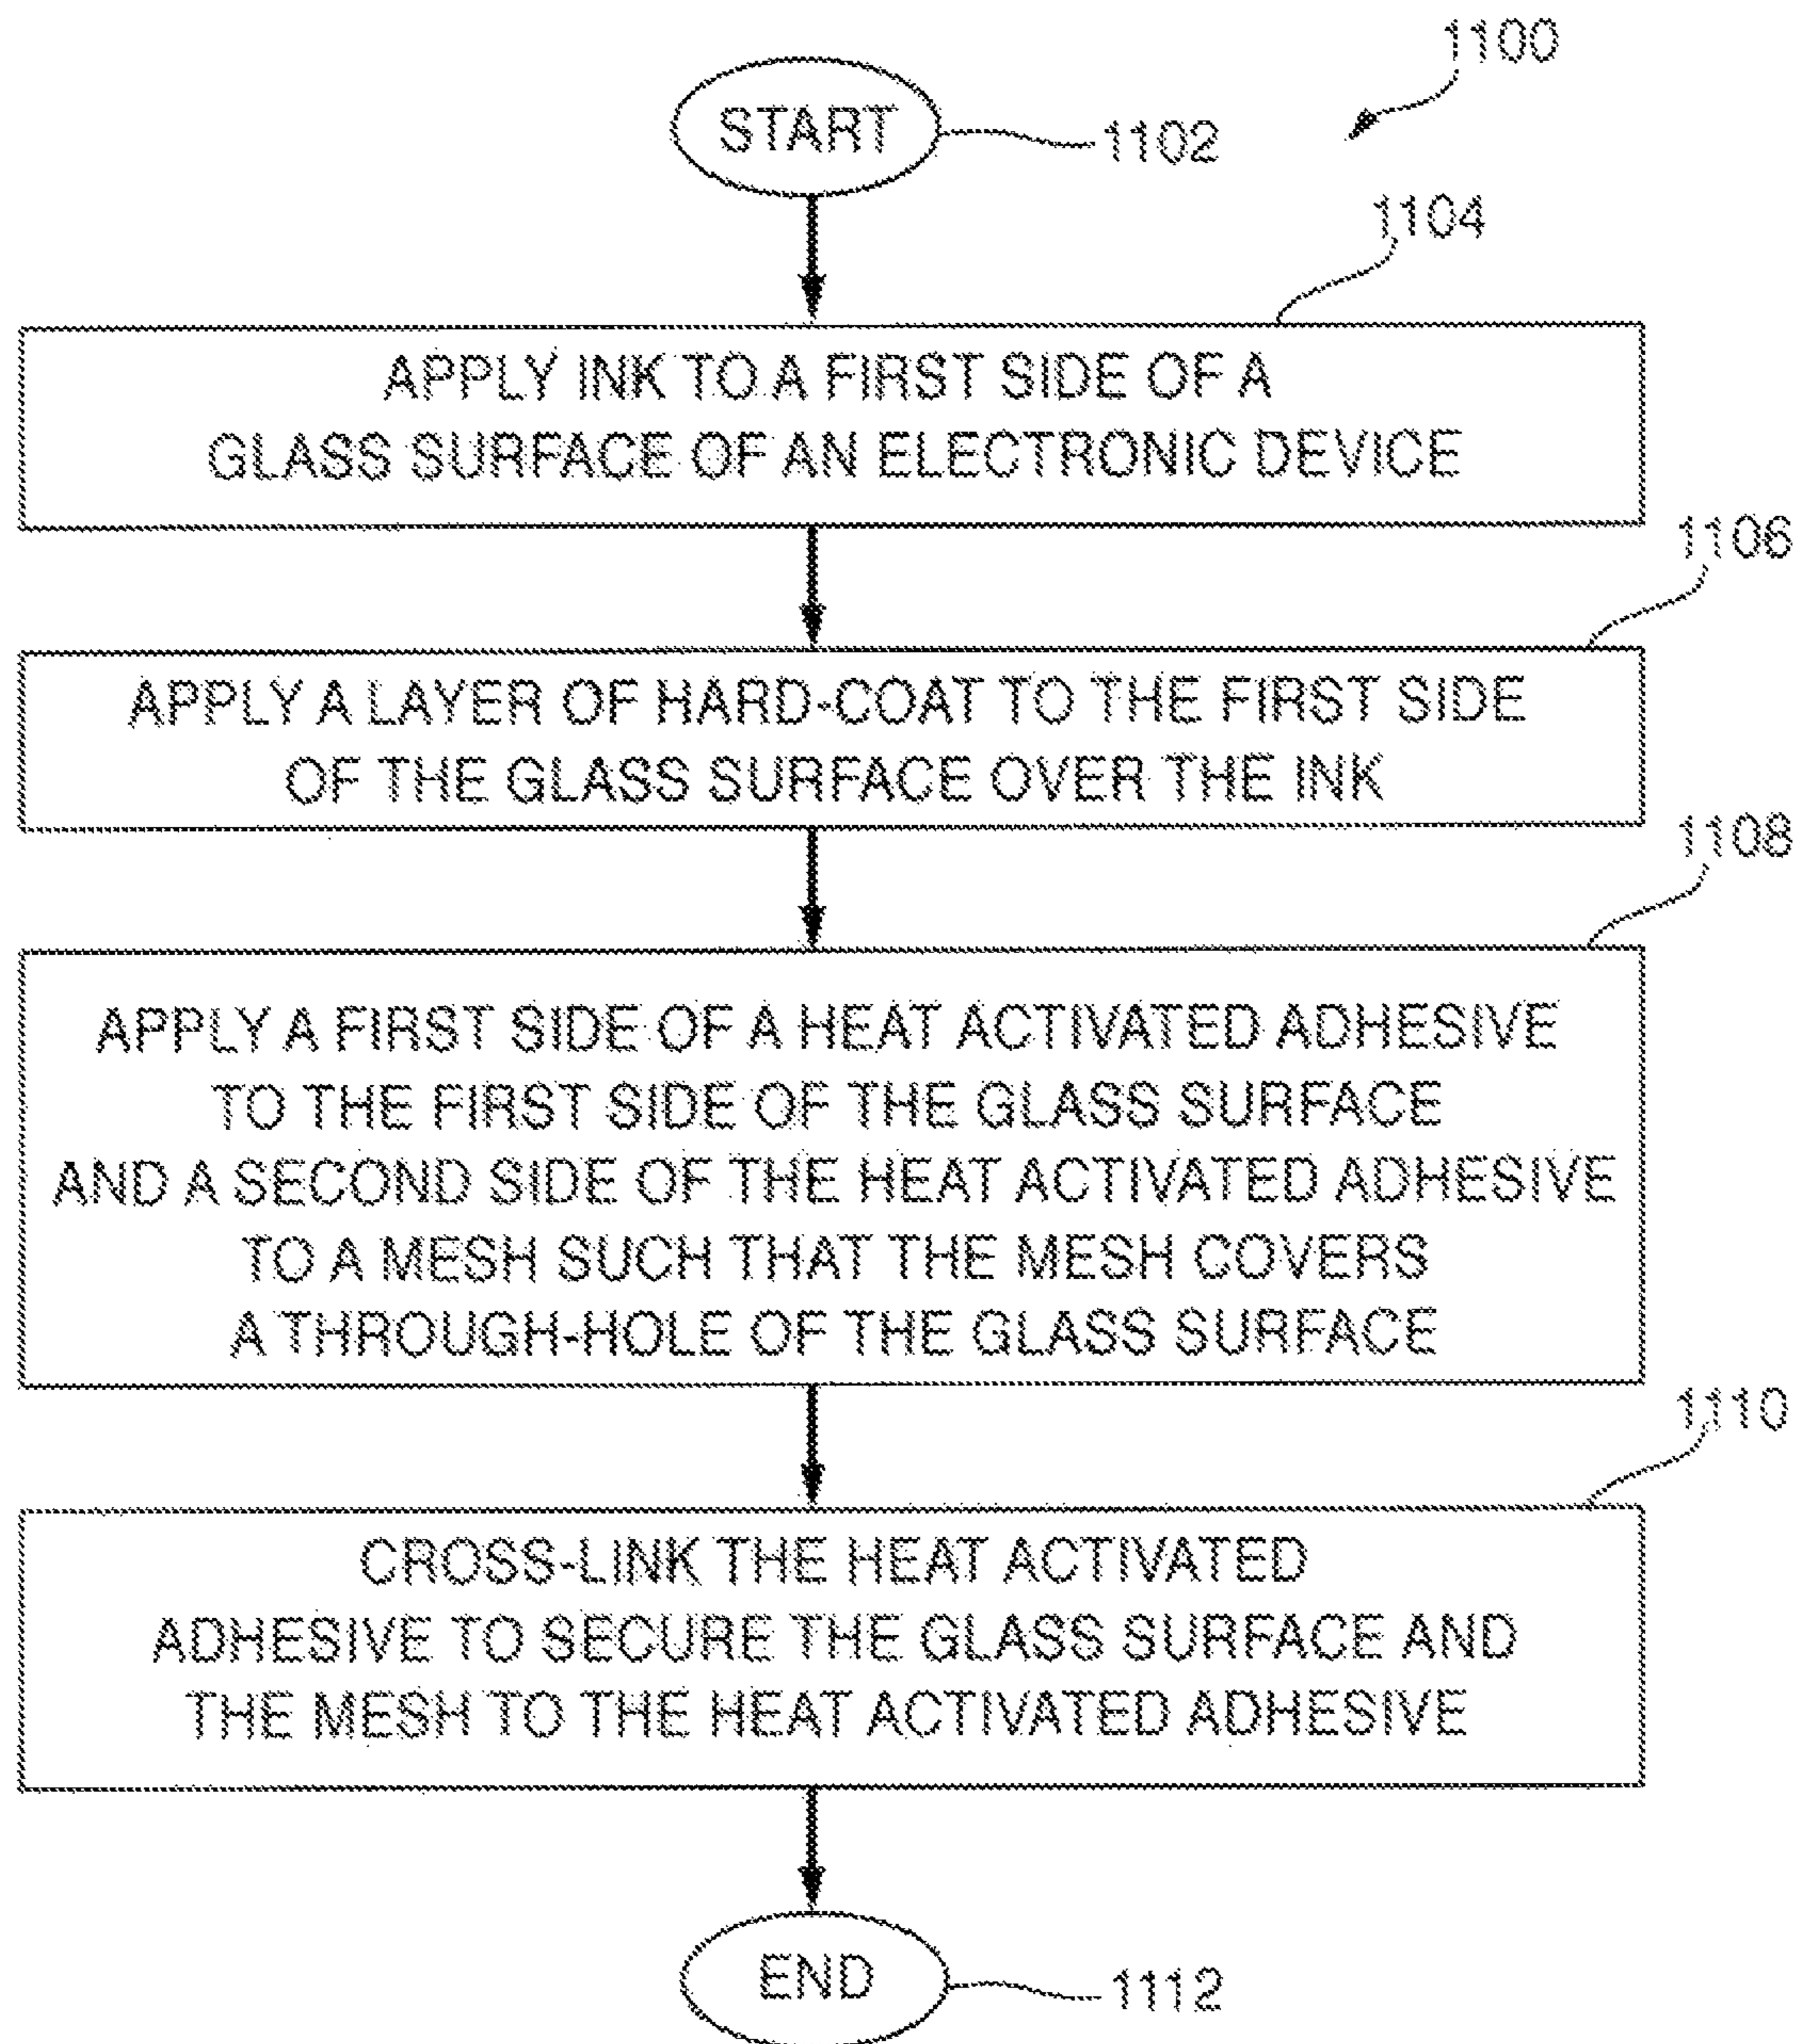 1100
START
1102
1104
APPLY INK TO A FIRST SIDE OF A
GLASS SURFACE OF AN ELECTRONIC DEVICE
1106
APPLY A LAYER OF HARD-COAT TO THE FIRST SIDE
OF THE GLASS SURFACE OVER THE INK
1108
APPLY A FIRST SIDE OF A HEAT ACTIVATED ADHESIVE
TO THE FIRST SIDE OF THE GLASS SURFACE
AND A SECOND SIDE OF THE HEAT ACTIVATED ADHESIVE
TO A MESH SUCH THAT THE MESH COVERS
A THROUGH-HOLE OF THE GLASS SURFACE
1110
CROSS-LINK THE HEAT ACTIVATED
ADHESIVE TO SECURE THE GLASS SURFACE AND
THE MESH TO THE HEAT ACTIVATED ADHESIVE
END
1112